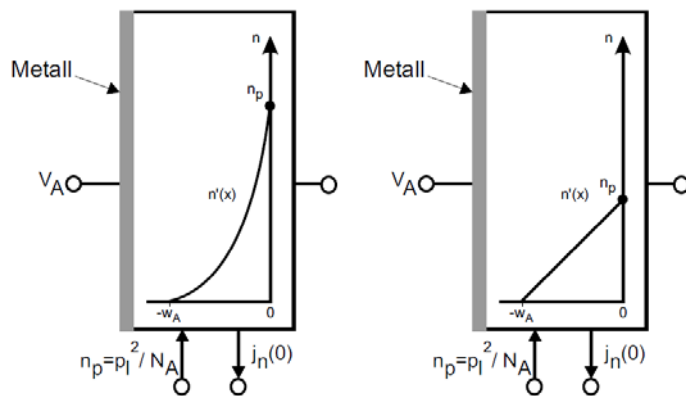 n
Metall
n_p
V_A
n'(x)
-w_A
0
n_p=p_I^2/N_A
j_n(0)
n
Metall
V_A
n_p
n'(x)
-w_A
0
n_p=p_I^2/N_A
j_n(0)